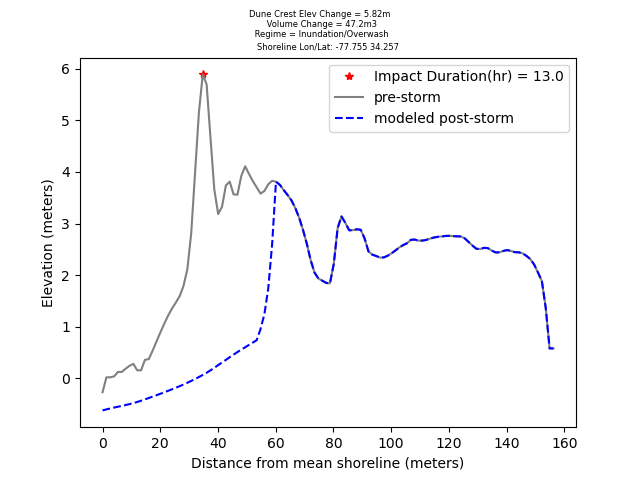 Dune Crest Elev Change = 5.82m
Volume Change = 47.2m3
Regime = Inundation/Overwash
Shoreline Lon/Lat: -77.755 34.257
Impact Duration(hr) = 13.0
pre-storm
modeled post-storm
Elevation (meters)
6
5
4
3
2
1
0
0 20 40 60 80 100 120 140 160
Distance from mean shoreline (meters)